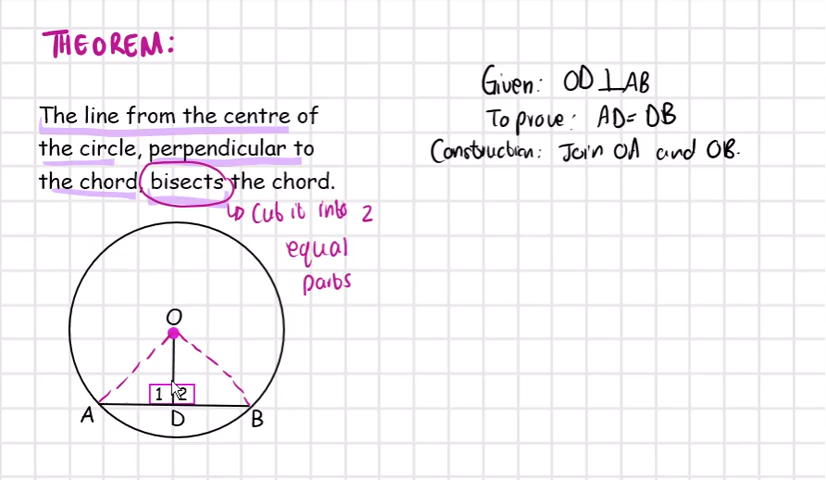 THEOREM:
The line from the centre of
the circle, perpendicular to
the chord, bisects the chord.
↳ Cut it into 2
equal
parts
O
1 2
A D B
Given: OD ⊥ AB
To prove: AD = DB
Construction: Join OA and OB.